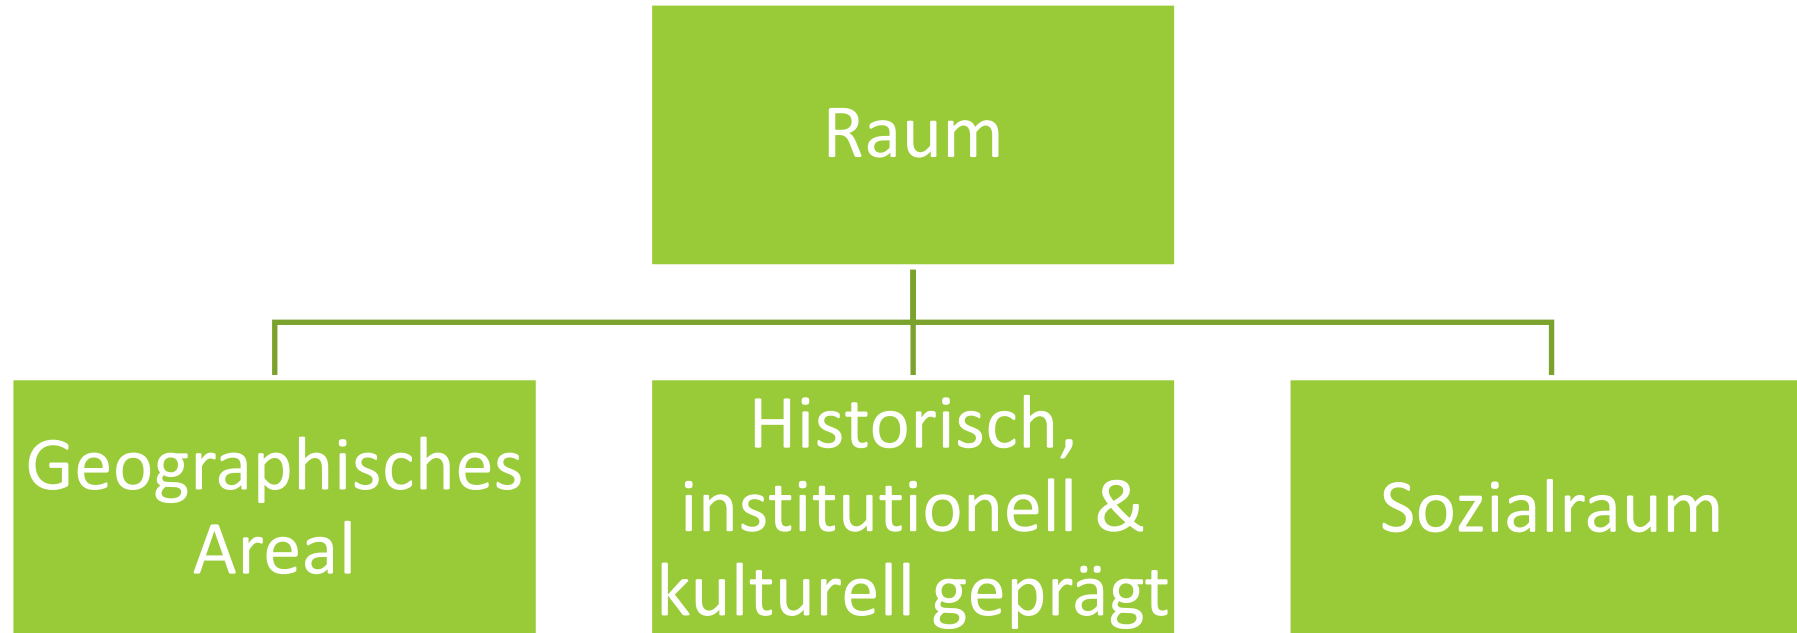 Raum
Geographisches
Areal
Historisch,
institutionell &
kulturell geprägt
Sozialraum